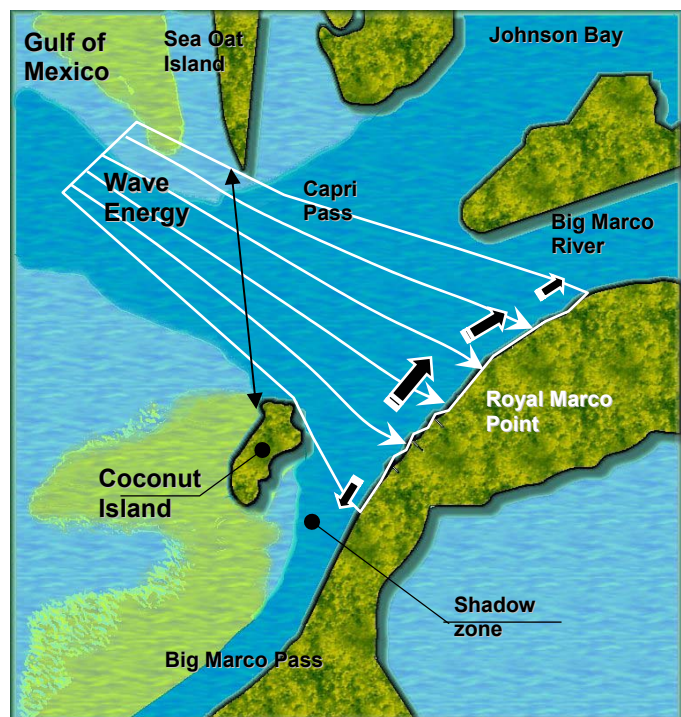 Gulf of
Mexico
Sea Oat
Island
Johnson Bay
Wave
Energy
Capri
Pass
Big Marco
River
Royal Marco
Point
Coconut
Island
Shadow
zone
Big Marco Pass